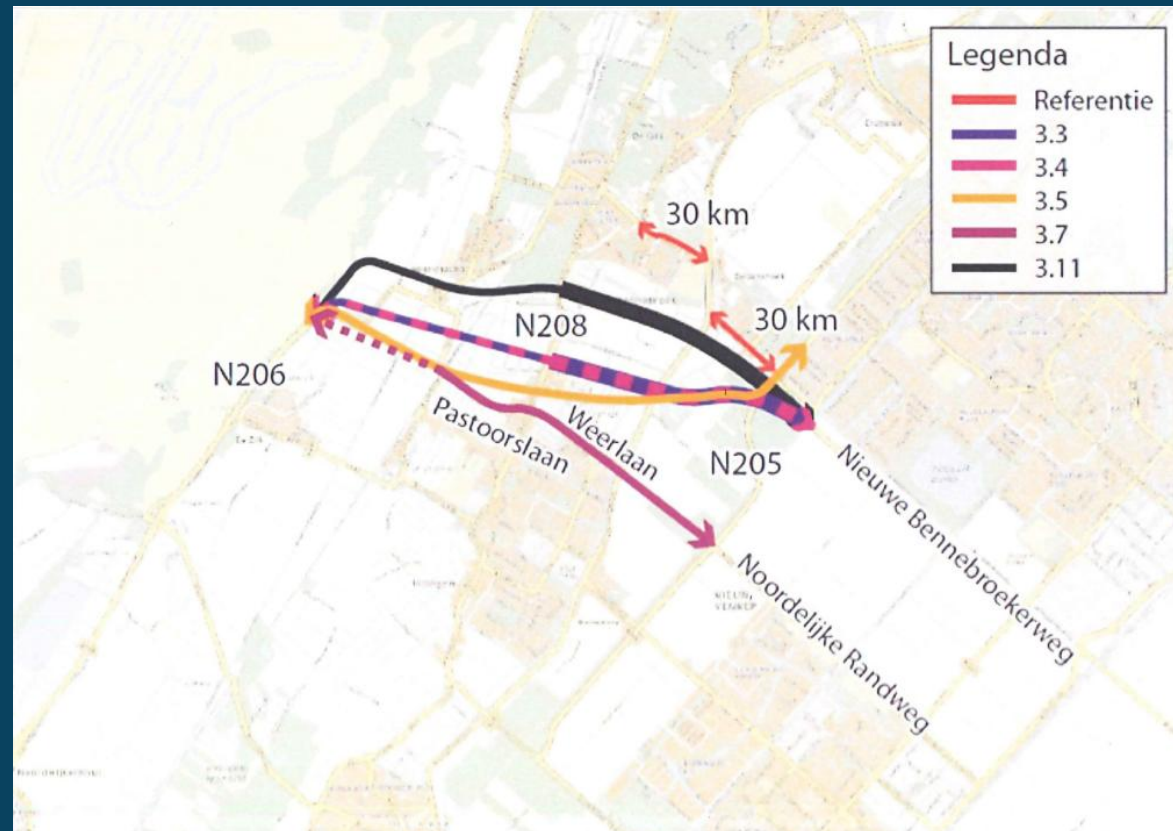 Legenda
Referentie
3.3
3.4
3.5
3.7
3.11
30 km
30 km
N208
N206
Pastoorslaan
Weerlaan
N205
Nieuwe Bennebroekerweg
Noordelijke Randweg